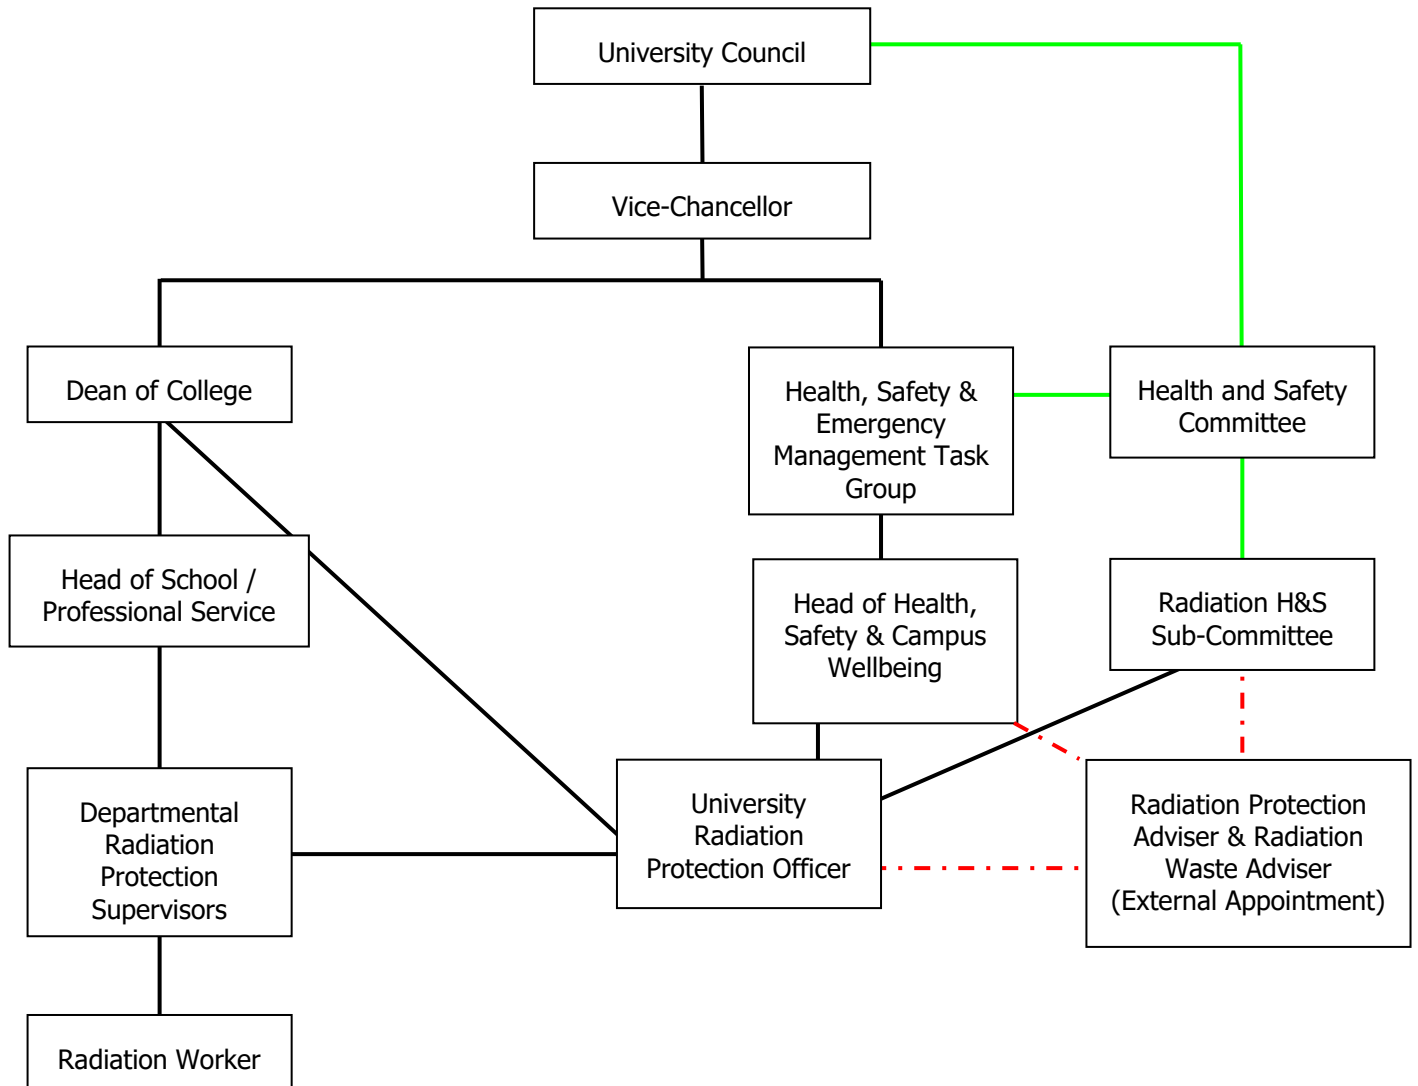 University Council
Vice-Chancellor
Dean of College
Health, Safety &
Emergency
Management Task
Group
Health and Safety
Committee
Head of School /
Professional Service
Head of Health,
Safety & Campus
Wellbeing
Radiation H&S
Sub-Committee
Departmental
Radiation
Protection
Supervisors
University
Radiation
Protection Officer
Radiation Protection
Adviser & Radiation
Waste Adviser
(External Appointment)
Radiation Worker